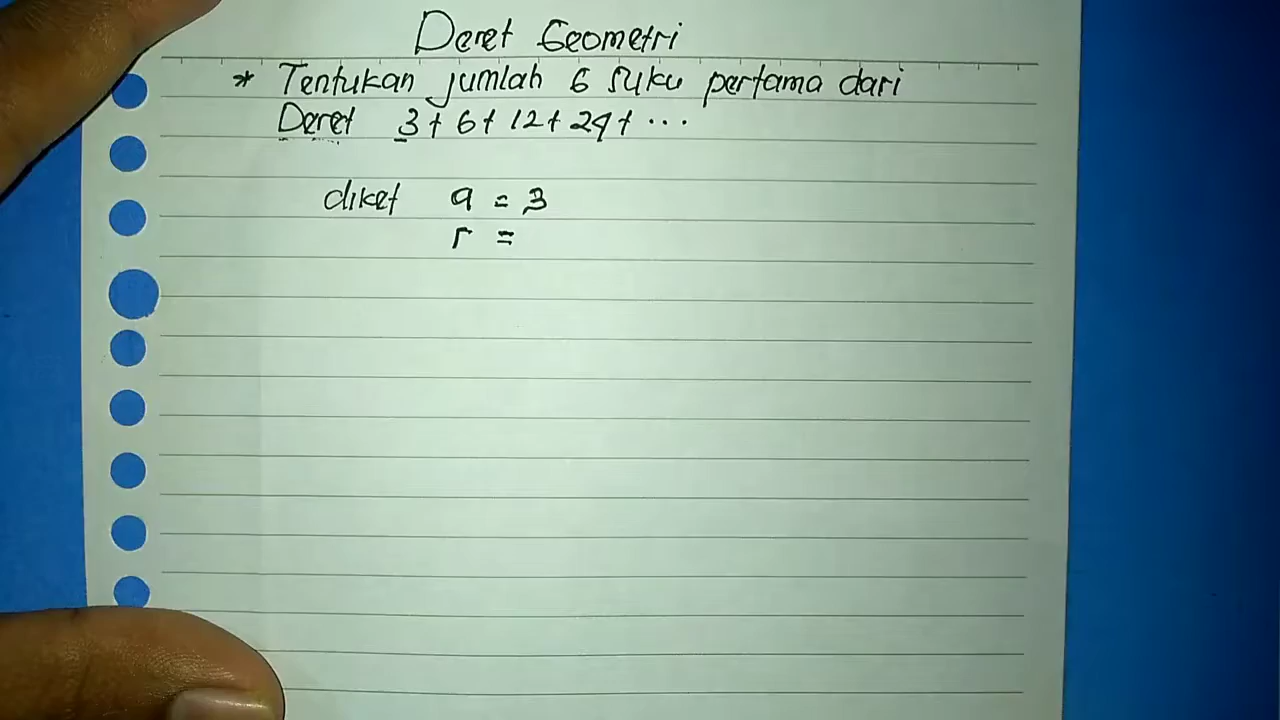 Deret Geometri
* Tentukan jumlah 6 suku pertama dari
Deret 3 + 6 + 12 + 24 + ...
diket a = 3
r =